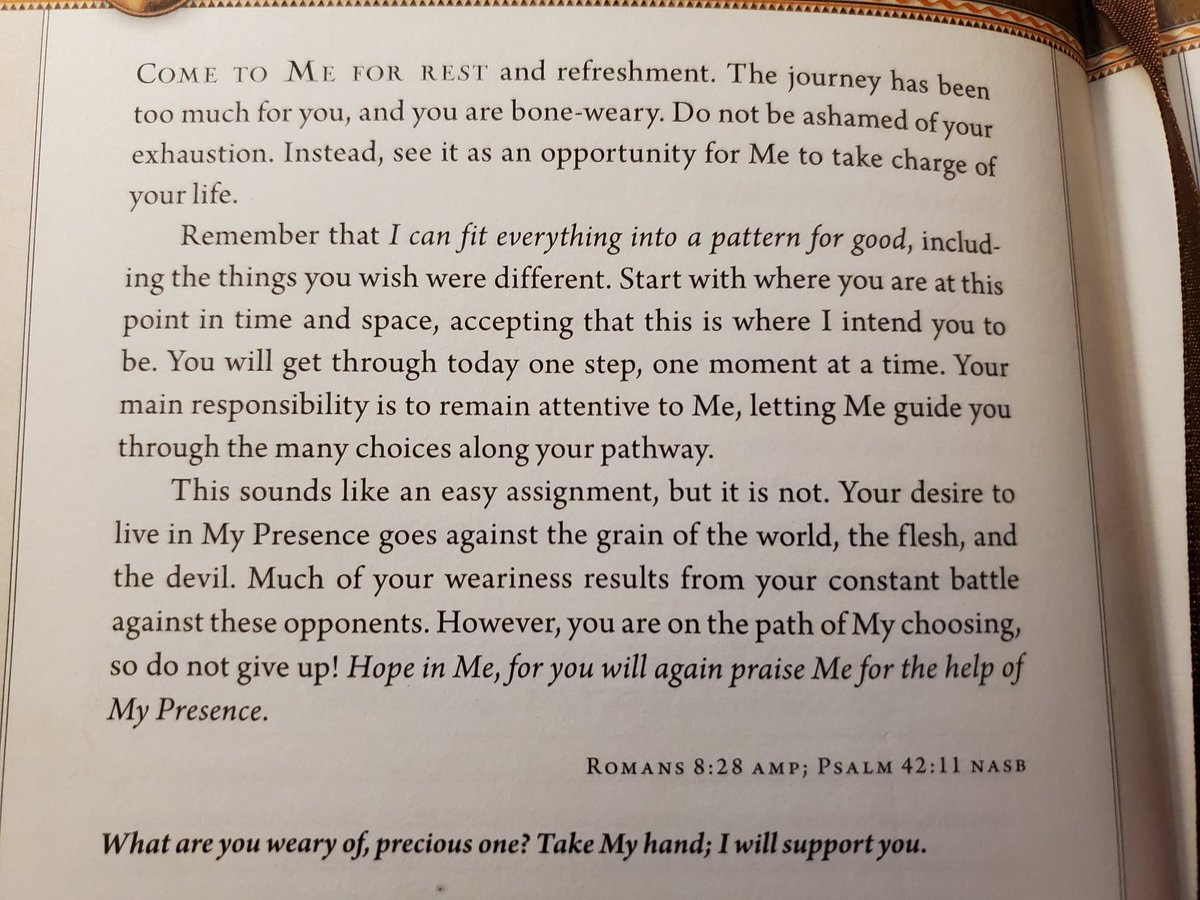 COME TO ME FOR REST and refreshment. The journey has been
too much for you, and you are bone-weary. Do not be ashamed of your
exhaustion. Instead, see it as an opportunity for Me to take charge of
your life.
Remember that I can fit everything into a pattern for good, includ-
ing the things you wish were different. Start with where you are at this
point in time and space, accepting that this is where I intend you to
be. You will get through today one step, one moment at a time. Your
main responsibility is to remain attentive to Me, letting Me guide you
through the many choices along your pathway.
This sounds like an easy assignment, but it is not. Your desire to
live in My Presence goes against the grain of the world, the flesh, and
the devil. Much of your weariness results from your constant battle
against these opponents. However, you are on the path of My choosing,
so do not give up! Hope in Me, for you will again praise Me for the help of
My Presence.
ROMANS 8:28 AMP; PSALM 42:11 NASB
What are you weary of, precious one? Take My hand; I will support you.